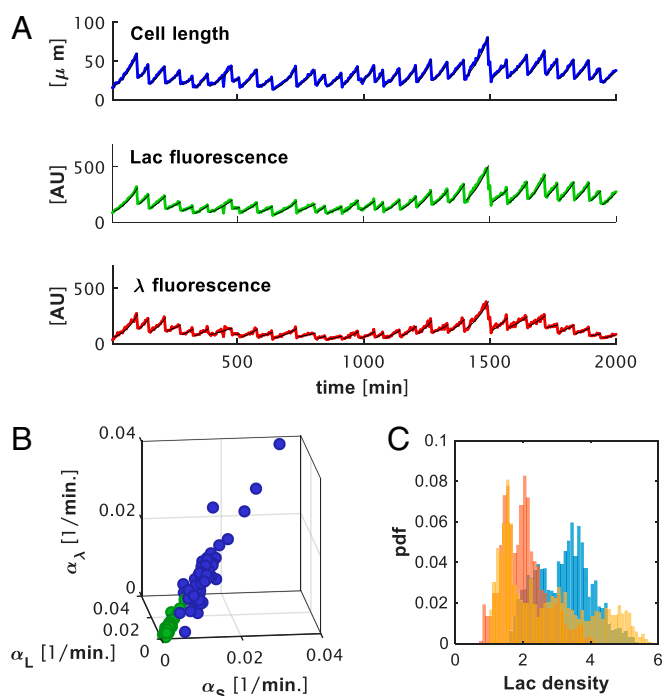 A
Cell length
100
50
0
[μ m]
Lac fluorescence
500
0
[AU]
λ fluorescence
500
0
[AU]
500 1000 1500 2000
time [min]
B
0.04
0.02
0
α_λ [1/min.]
0.04
0.02
0
α_L [1/min.]
0 0.02 0.04
α_S [1/min.]
C
0.1
0.08
0.06
0.04
0.02
0
pdf
0 2 4 6
Lac density